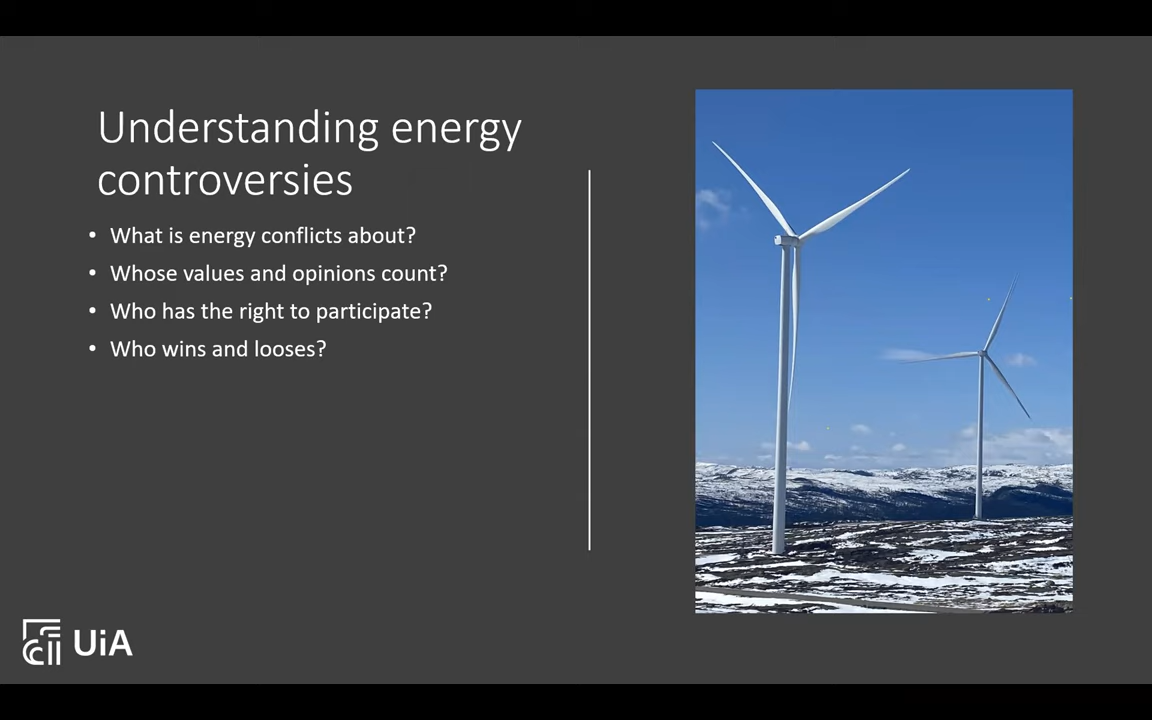 Understanding energy
controversies
• What is energy conflicts about?
• Whose values and opinions count?
• Who has the right to participate?
• Who wins and looses?
UiA